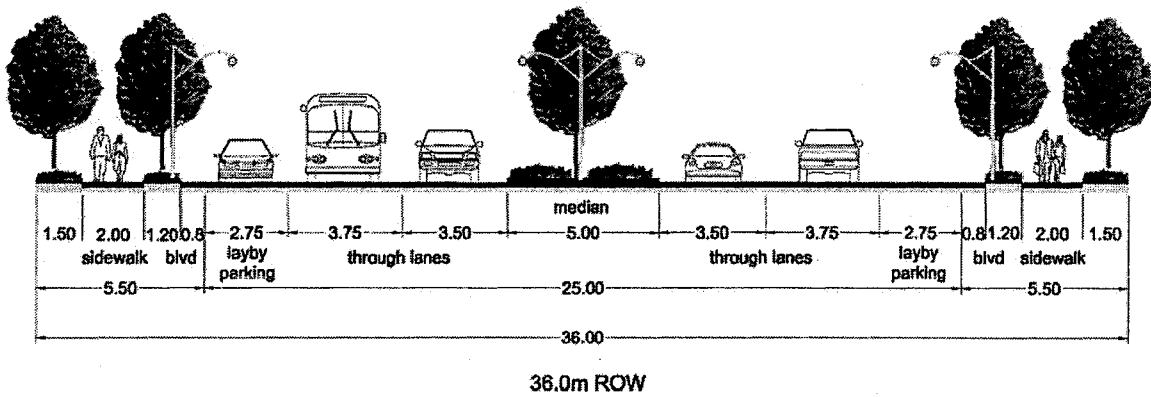 median
1.50 2.00 1.20 0.8 2.75 3.75 3.50 5.00 3.50 3.75 2.75 0.8 1.20 2.00 1.50
sidewalk blvd layby parking through lanes through lanes layby parking blvd sidewalk
5.50 25.00 5.50
36.00
36.0m ROW